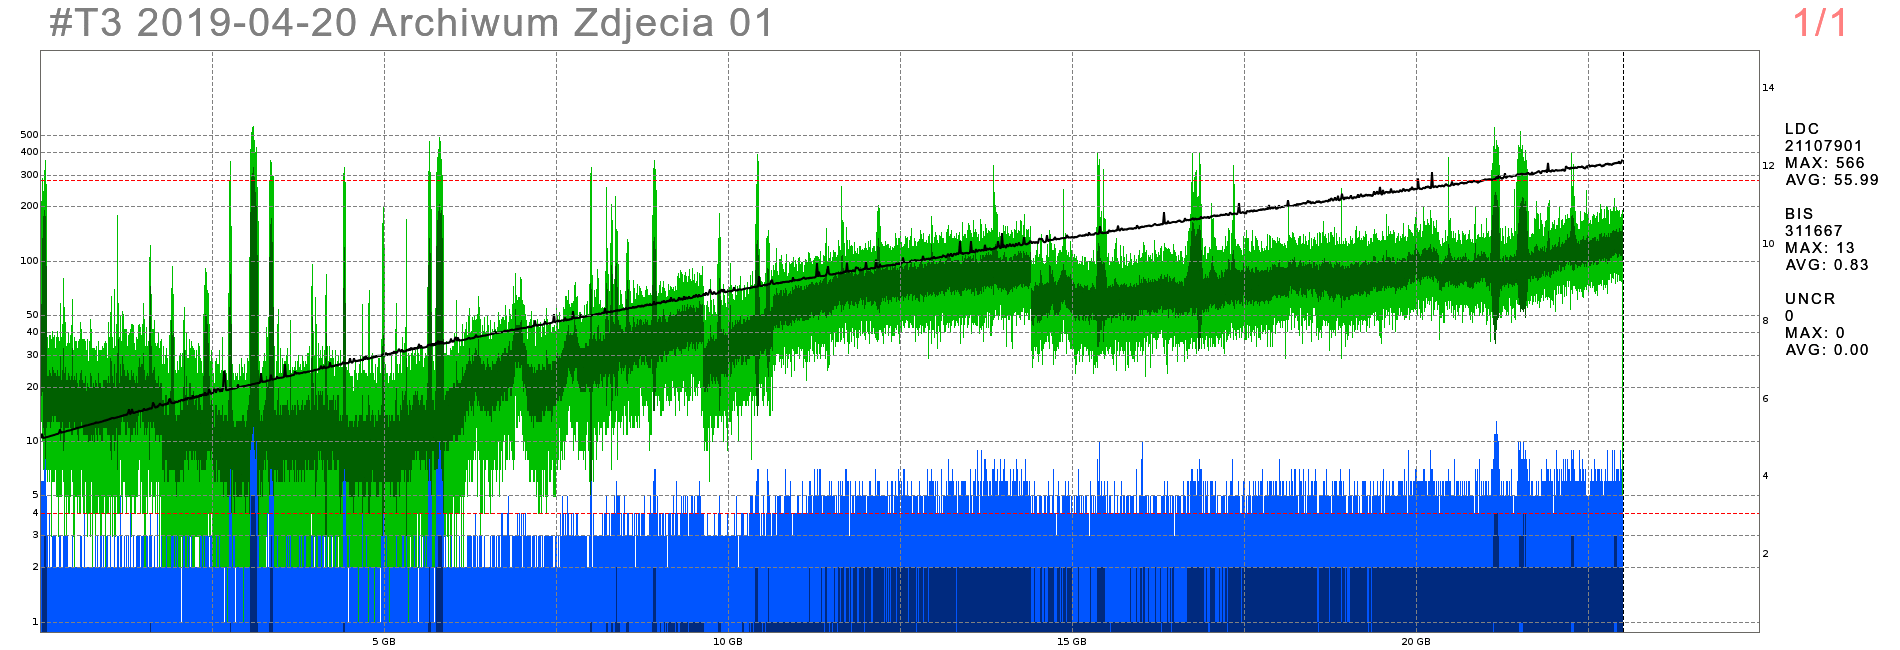 #T3 2019-04-20 Archiwum Zdjecia 01
1/1
14
500
400
300
200
100
50
40
30
20
10
5
4
3
2
1
12
10
8
6
4
2
LDC
21107901
MAX: 566
AVG: 55.99
BIS
311667
MAX: 13
AVG: 0.83
UNCR
0
MAX: 0
AVG: 0.00
5 GB
10 GB
15 GB
20 GB